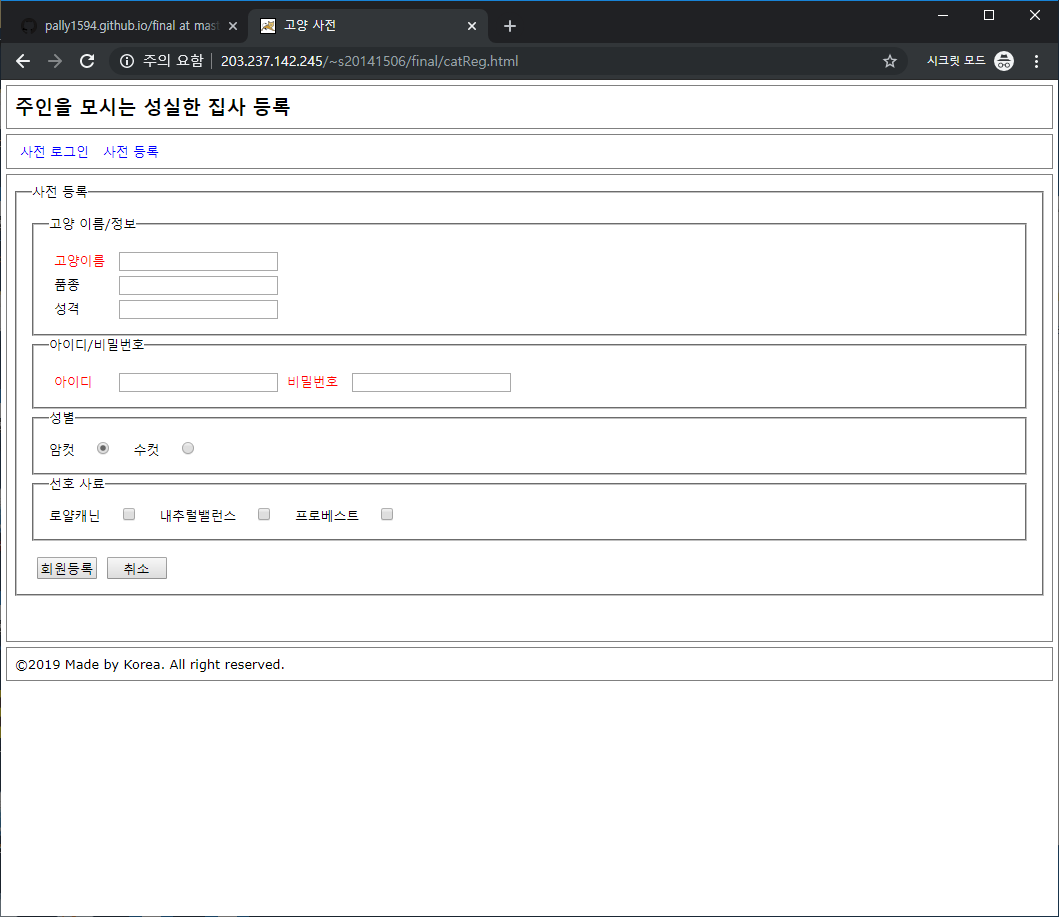 pally1594.github.io/final at mast
고양 사전
주의 요함 203.237.142.245/~s20141506/final/catReg.html 시크릿 모드
주인을 모시는 성실한 집사 등록
사전 로그인 사전 등록
사전 등록
고양 이름/정보
고양이름
품종
성격
아이디/비밀번호
아이디 비밀번호
성별
암컷 수컷
선호 사료
로얄캐닌 내추럴밸런스 프로베스트
회원등록 취소
©2019 Made by Korea. All right reserved.